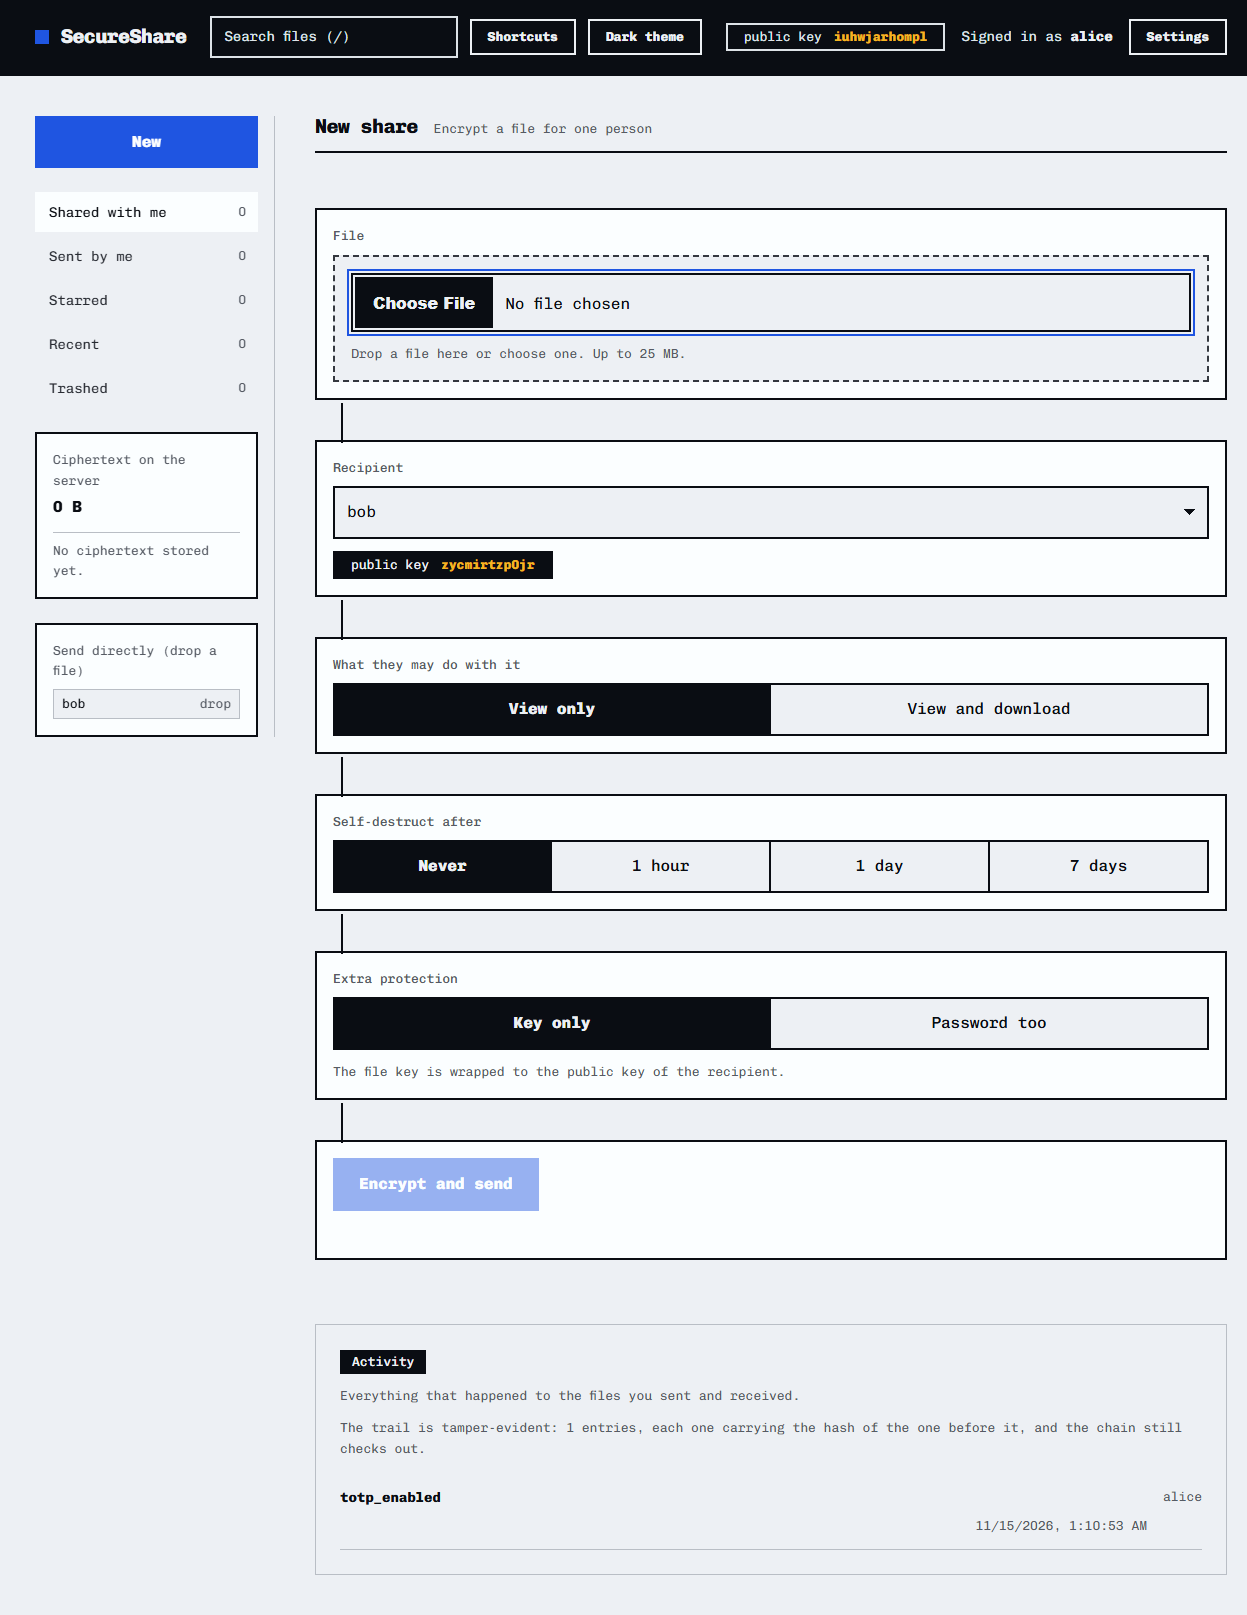 SecureShare
Search files (/)
Shortcuts
Dark theme
public key iuhwjarhompl
Signed in as alice
Settings
New
Shared with me 0
Sent by me 0
Starred 0
Recent 0
Trashed 0
Ciphertext on the
server
0 B
No ciphertext stored
yet.
Send directly (drop a
file)
bob drop
New share Encrypt a file for one person
File
Choose File No file chosen
Drop a file here or choose one. Up to 25 MB.
Recipient
bob
public key zycmirtzp0jr
What they may do with it
View only View and download
Self-destruct after
Never 1 hour 1 day 7 days
Extra protection
Key only Password too
The file key is wrapped to the public key of the recipient.
Encrypt and send
Activity
Everything that happened to the files you sent and received.
The trail is tamper-evident: 1 entries, each one carrying the hash of the one before it, and the chain still
checks out.
totp_enabled alice
11/15/2026, 1:10:53 AM